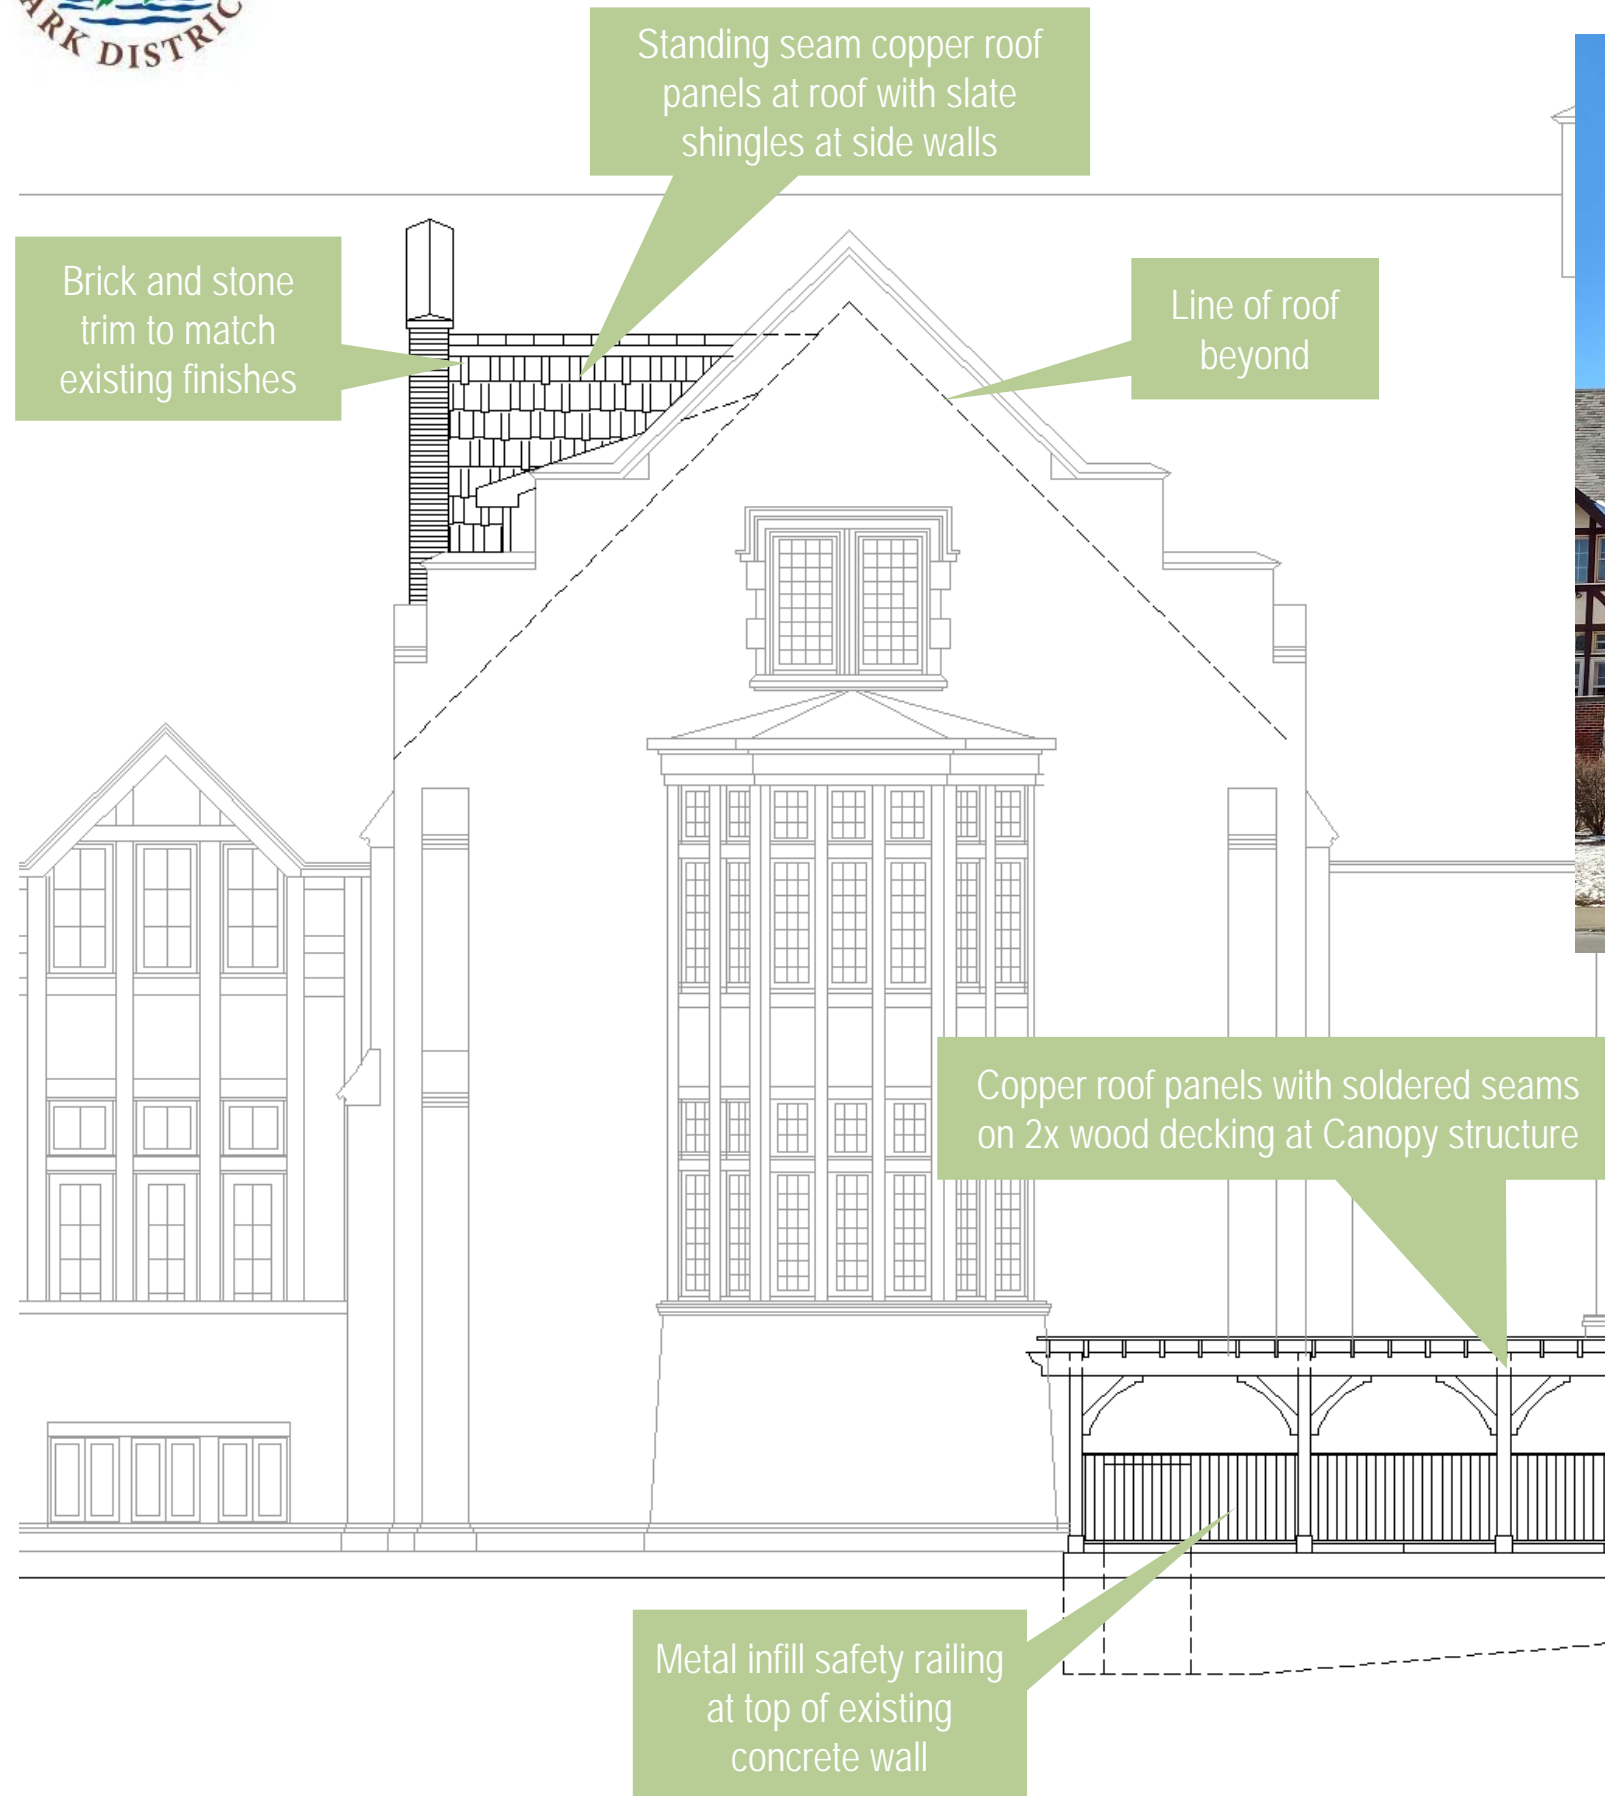 PARK DISTRIC
Standing seam copper roof
panels at roof with slate
shingles at side walls
Brick and stone
trim to match
existing finishes
Line of roof
beyond
Copper roof panels with soldered seams
on 2x wood decking at Canopy structure
Metal infill safety railing
at top of existing
concrete wall